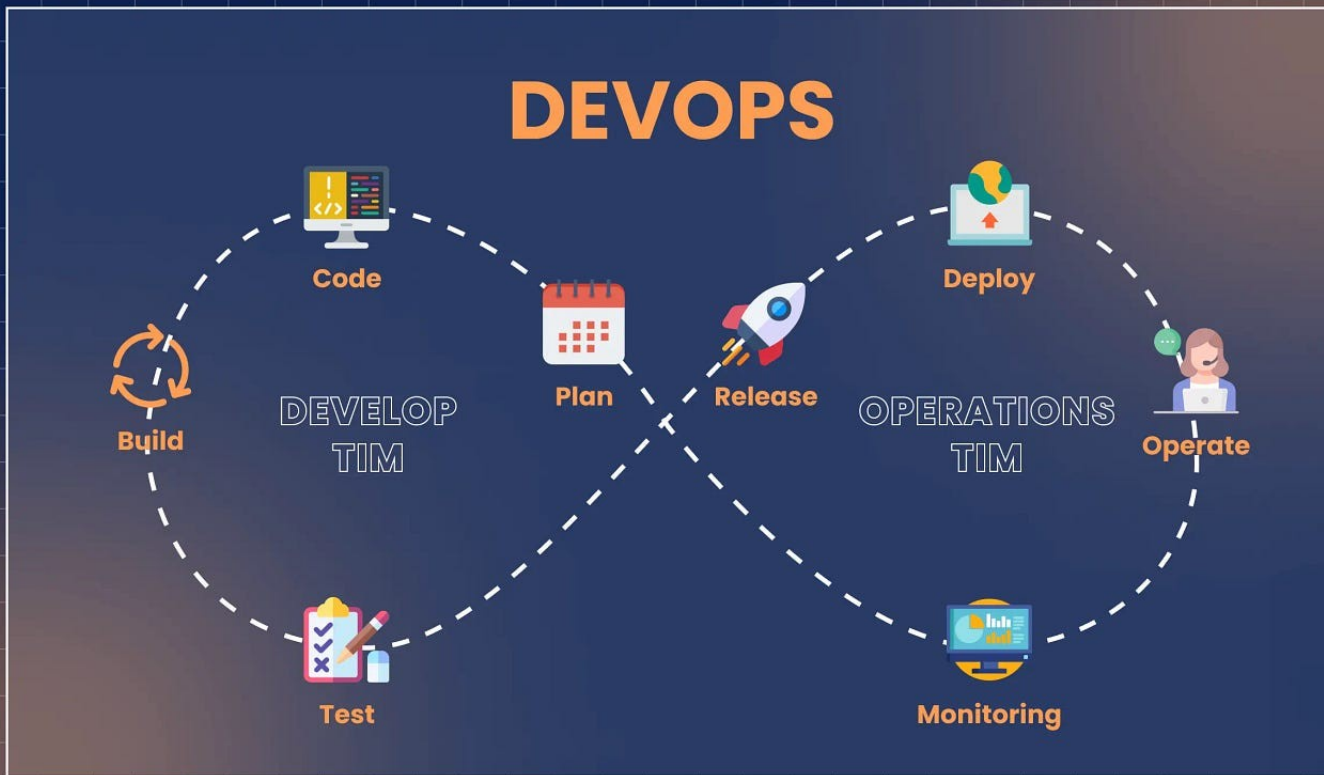 DEVOPS
Code
Deploy
Plan
Release
DEVELOP
TIM
OPERATIONS
TIM
Build
Operate
Test
Monitoring